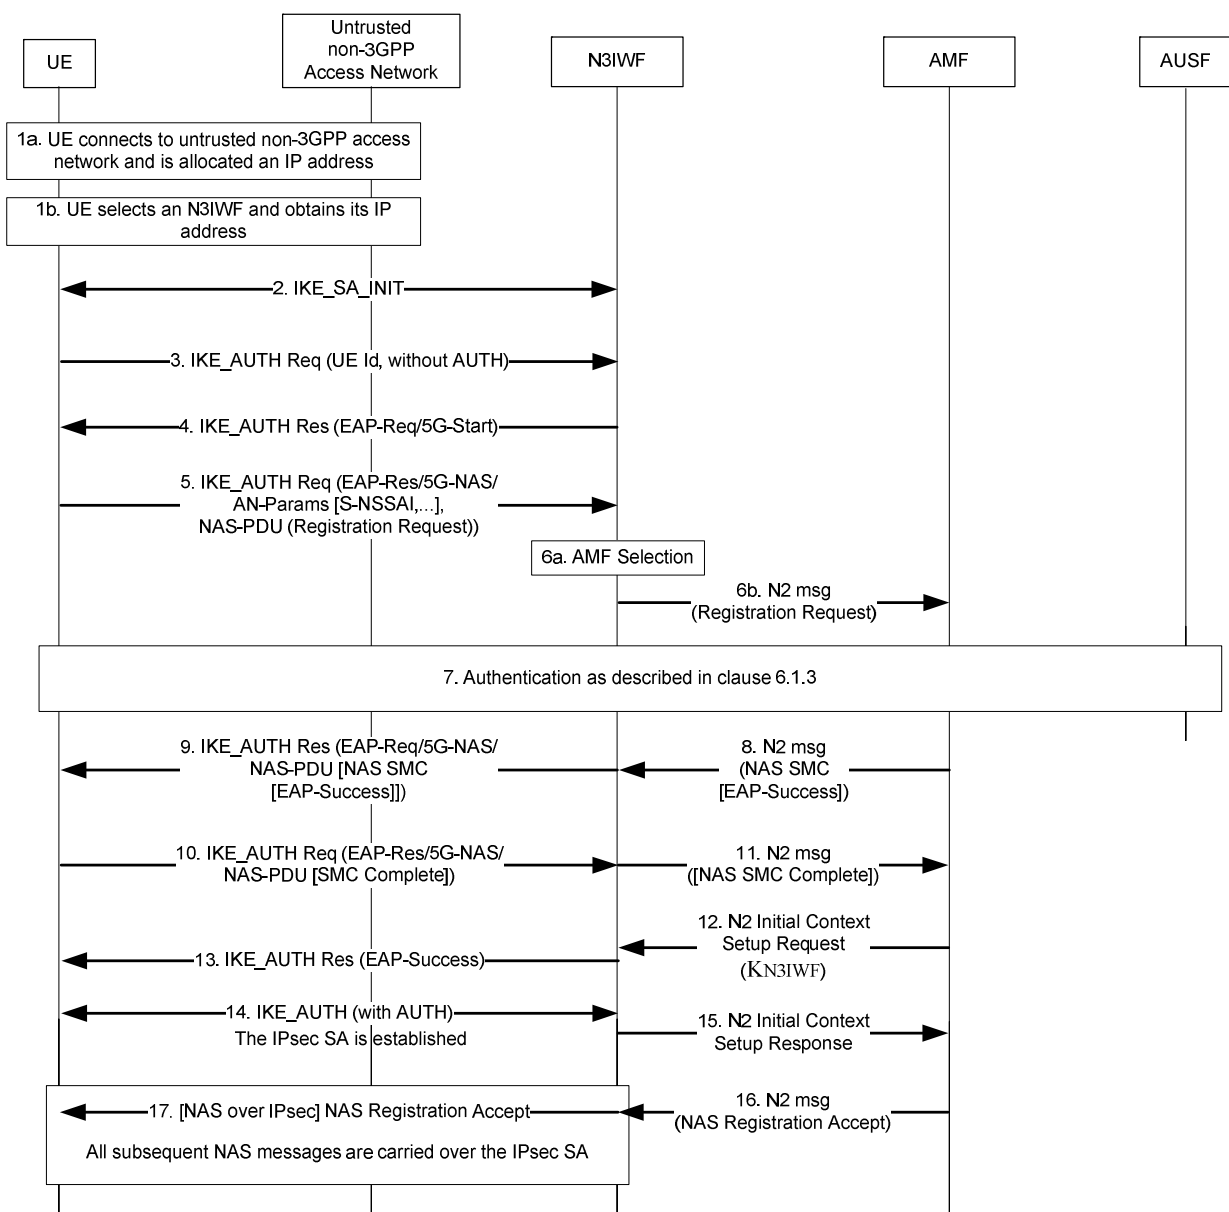 UE
Untrusted
non-3GPP
Access Network
N3IWF
AMF
AUSF
1a. UE connects to untrusted non-3GPP access
network and is allocated an IP address
1b. UE selects an N3IWF and obtains its IP
address
2. IKE_SA_INIT
3. IKE_AUTH Req (UE Id, without AUTH)
4. IKE_AUTH Res (EAP-Req/5G-Start)
5. IKE_AUTH Req (EAP-Res/5G-NAS/
AN-Params [S-NSSAI,...],
NAS-PDU (Registration Request))
6a. AMF Selection
6b. N2 msg
(Registration Request)
7. Authentication as described in clause 6.1.3
9. IKE_AUTH Res (EAP-Req/5G-NAS/
NAS-PDU [NAS SMC
[EAP-Success]])
8. N2 msg
(NAS SMC
[EAP-Success])
10. IKE_AUTH Req (EAP-Res/5G-NAS/
NAS-PDU [SMC Complete])
11. N2 msg
([NAS SMC Complete])
12. N2 Initial Context
Setup Request
(KN3IWF)
13. IKE_AUTH Res (EAP-Success)
14. IKE_AUTH (with AUTH)
The IPsec SA is established
15. N2 Initial Context
Setup Response
16. N2 msg
(NAS Registration Accept)
17. [NAS over IPsec] NAS Registration Accept
All subsequent NAS messages are carried over the IPsec SA